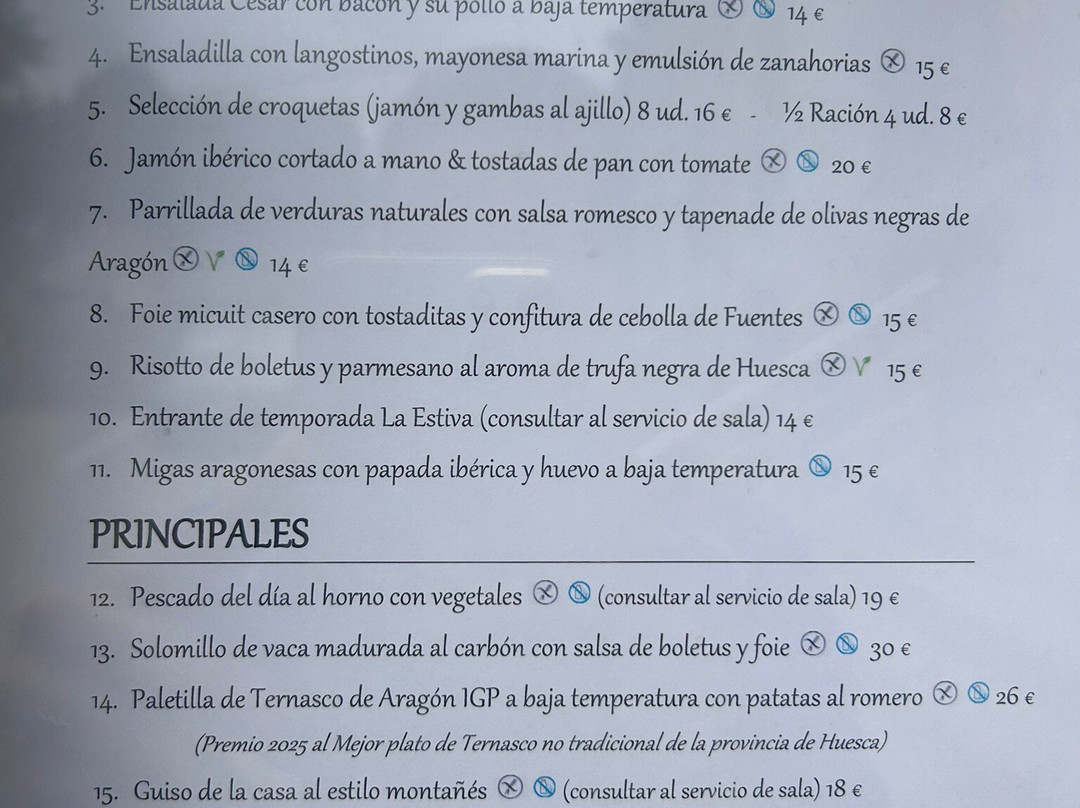 3. Ensalada César con bacon y su pollo a baja temperatura 14 €
4. Ensaladilla con langostinos, mayonesa marina y emulsión de zanahorias 15 €
5. Selección de croquetas (jamón y gambas al ajillo) 8 ud. 16 € - ½ Ración 4 ud. 8 €
6. Jamón ibérico cortado a mano & tostadas de pan con tomate 20 €
7. Parrillada de verduras naturales con salsa romesco y tapenade de olivas negras de
Aragón 14 €
8. Foie micuit casero con tostaditas y confitura de cebolla de Fuentes 15 €
9. Risotto de boletus y parmesano al aroma de trufa negra de Huesca 15 €
10. Entrante de temporada La Estiva (consultar al servicio de sala) 14 €
11. Migas aragonesas con papada ibérica y huevo a baja temperatura 15 €
PRINCIPALES
12. Pescado del día al horno con vegetales (consultar al servicio de sala) 19 €
13. Solomillo de vaca madurada al carbón con salsa de boletus y foie 30 €
14. Paletilla de Ternasco de Aragón IGP a baja temperatura con patatas al romero 26 €
(Premio 2025 al Mejor plato de Ternasco no tradicional de la provincia de Huesca)
15. Guiso de la casa al estilo montañés (consultar al servicio de sala) 18 €